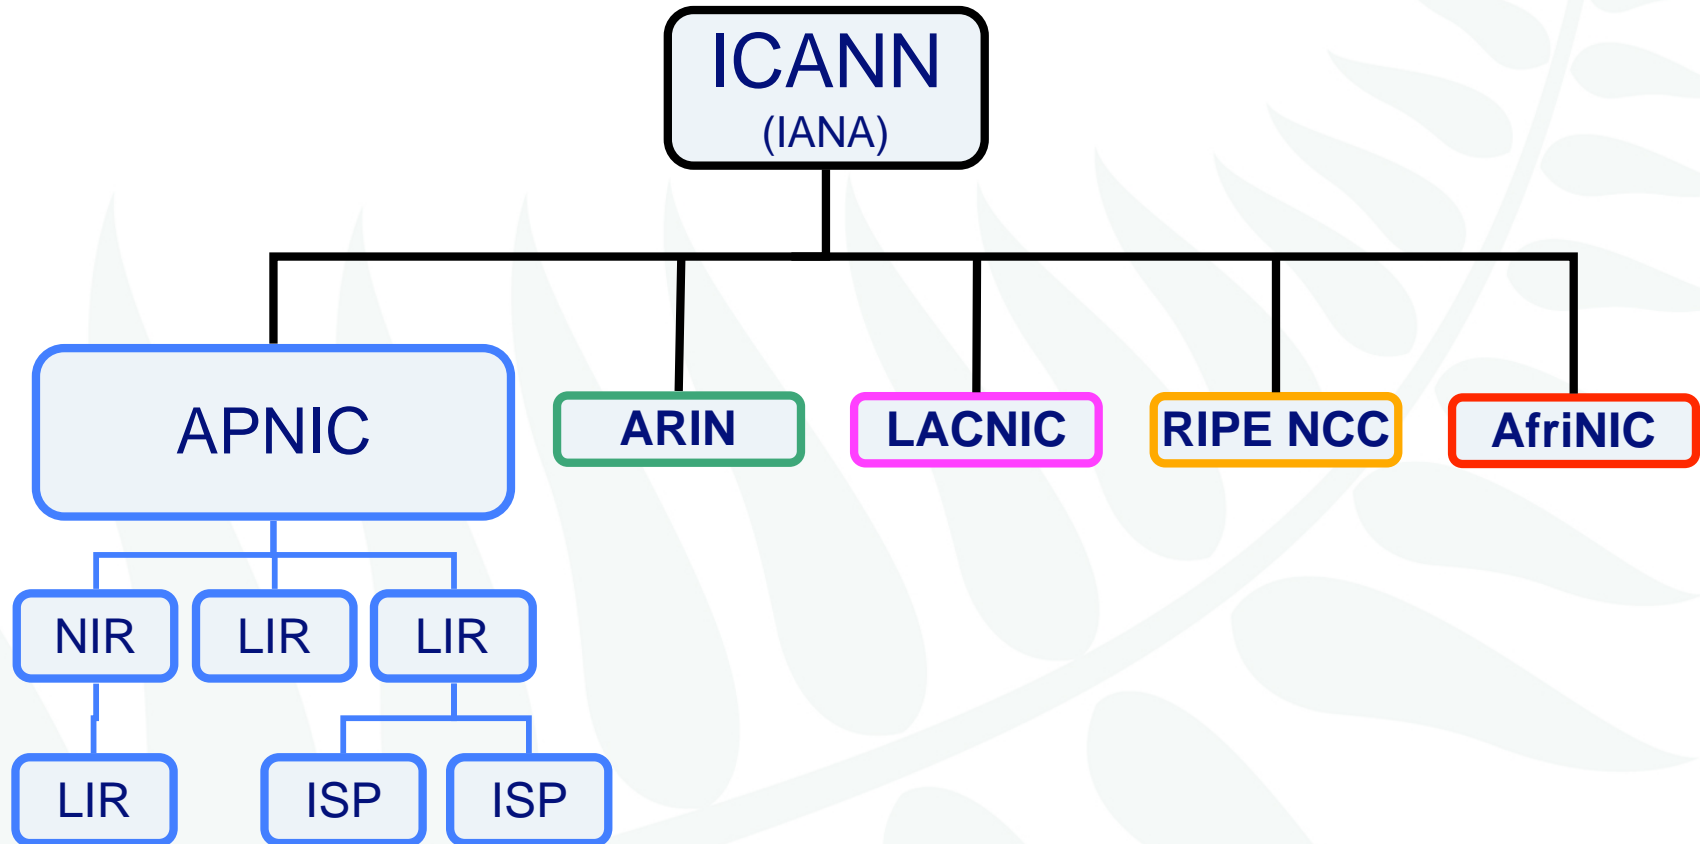 ICANN
(IANA)
APNIC
ARIN
LACNIC
RIPE NCC
AfriNIC
NIR
LIR
LIR
LIR
ISP
ISP